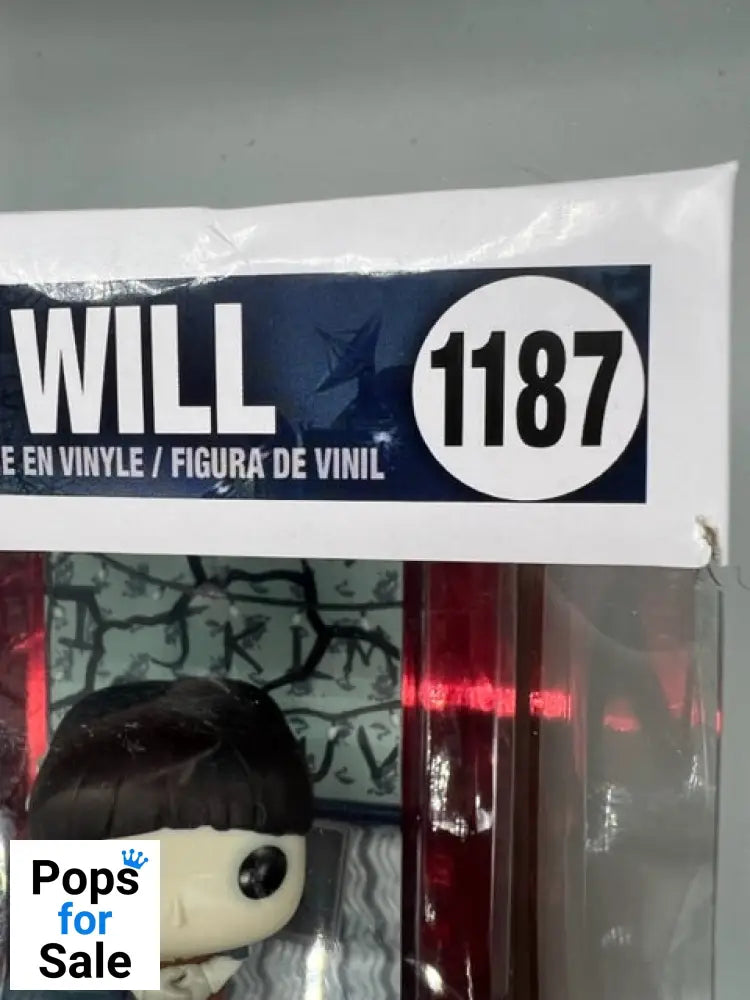 WILL
1187
E EN VINYLE / FIGURA DE VINIL
I J K L M
U V
Pops
for
Sale